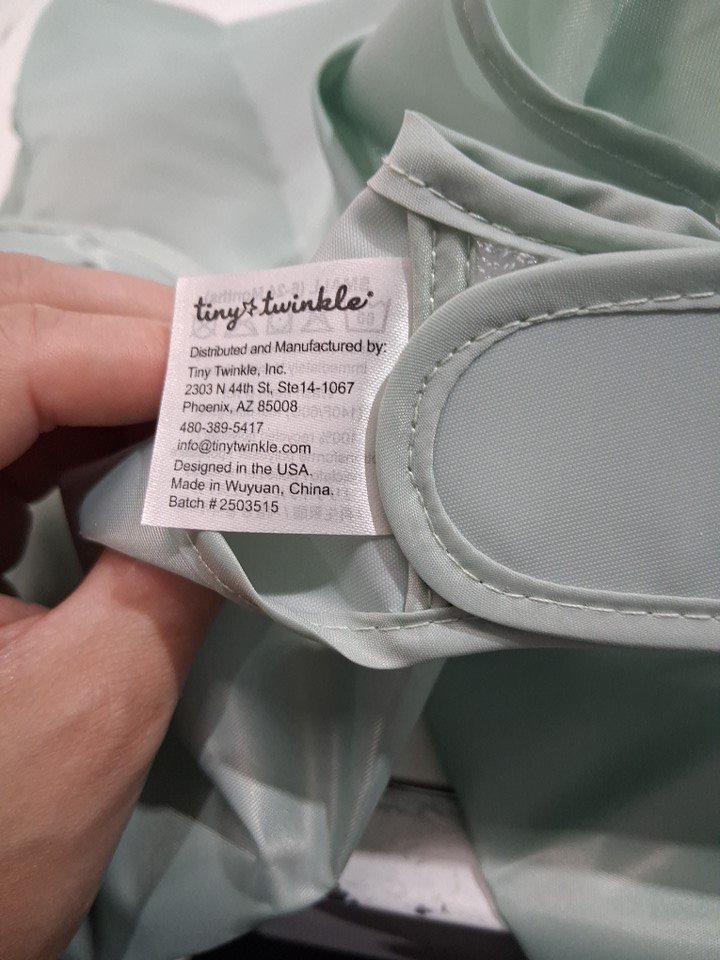 tiny twinkle
Distributed and Manufactured by:
Tiny Twinkle, Inc.
2303 N 44th St, Ste14-1067
Phoenix, AZ 85008
480-389-5417
info@tinytwinkle.com
Designed in the USA.
Made in Wuyuan, China.
Batch # 2503515